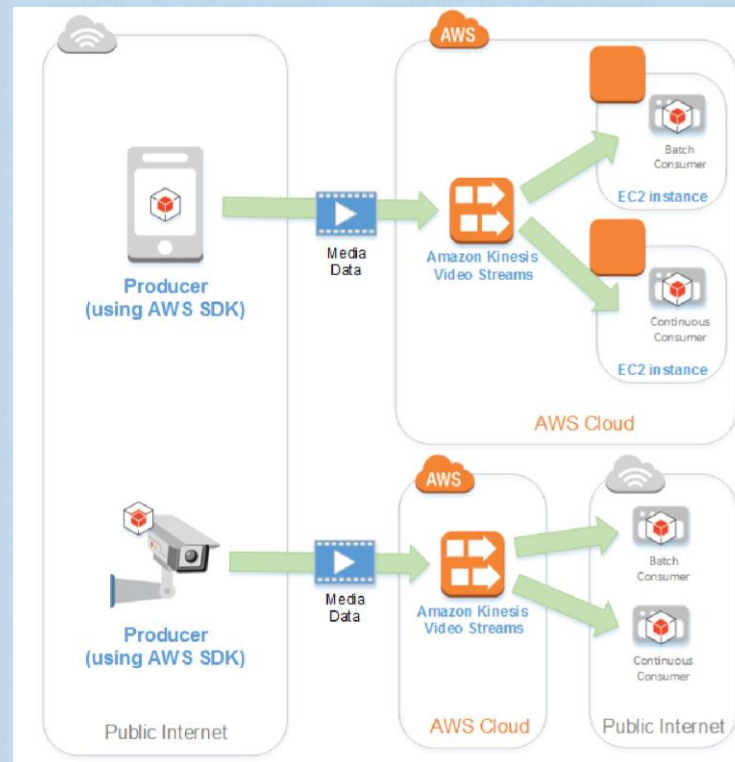 AWS
Batch
Consumer
EC2 instance
Producer
(using AWS SDK)
Media
Data
Amazon Kinesis
Video Streams
Continuous
Consumer
EC2 instance
AWS Cloud
AWS
Batch
Consumer
Producer
(using AWS SDK)
Media
Data
Amazon Kinesis
Video Streams
Continuous
Consumer
Public Internet
AWS Cloud
Public Internet